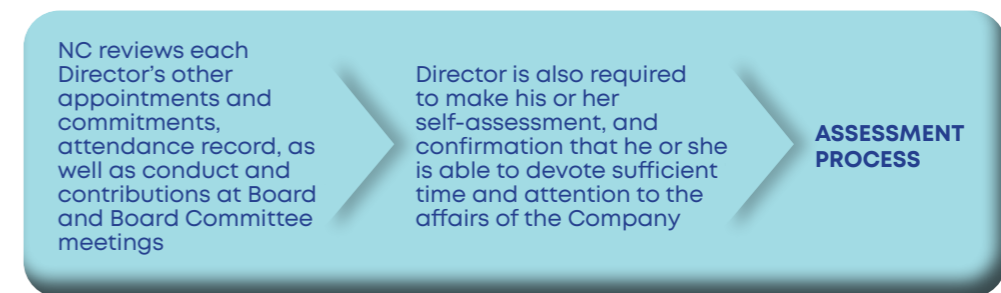 NC reviews each
Director’s other
appointments and
commitments,
attendance record, as
well as conduct and
contributions at Board
and Board Committee
meetings
Director is also required
to make his or her
self-assessment, and
confirmation that he or she
is able to devote sufficient
time and attention to the
affairs of the Company
ASSESSMENT
PROCESS